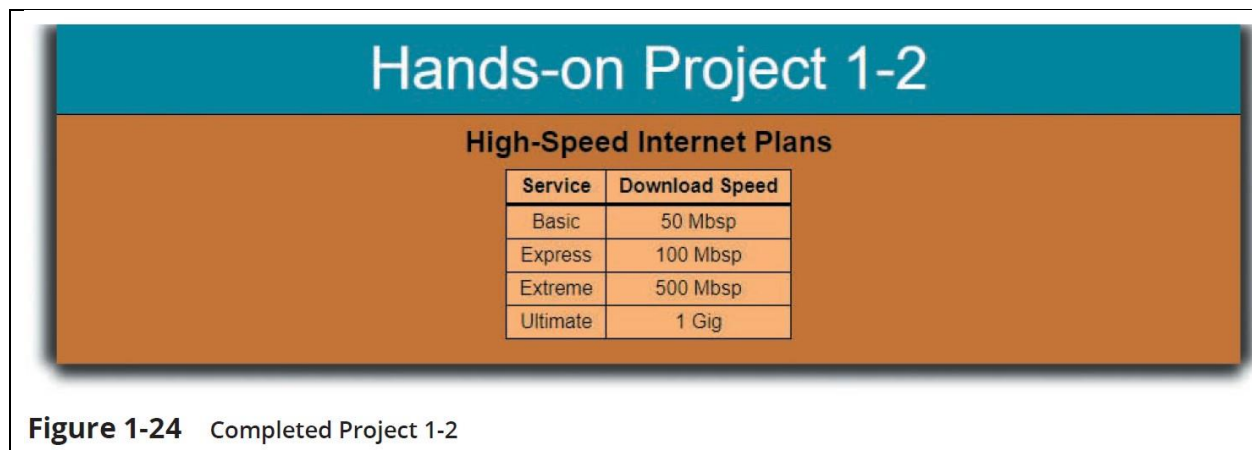 Hands-on Project 1-2
High-Speed Internet Plans
Service Download Speed
Basic 50 Mbsp
Express 100 Mbsp
Extreme 500 Mbsp
Ultimate 1 Gig
Figure 1-24 Completed Project 1-2